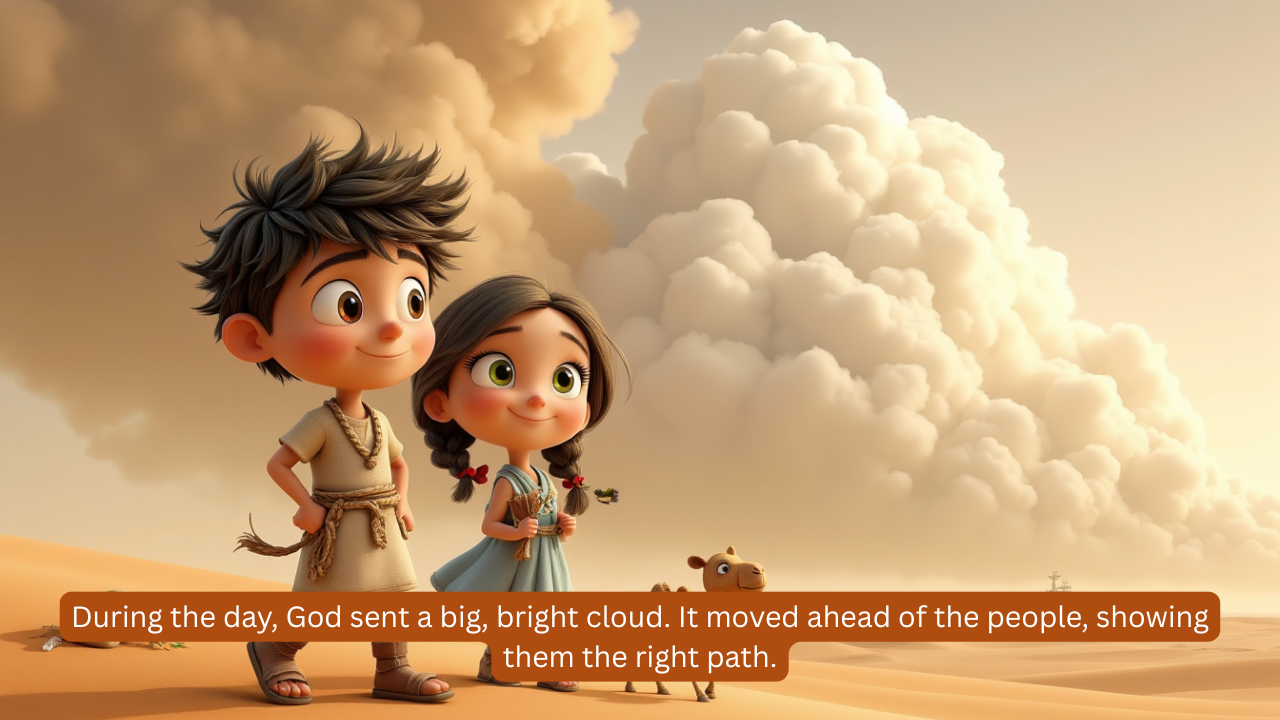 During the day, God sent a big, bright cloud. It moved ahead of the people, showing
them the right path.